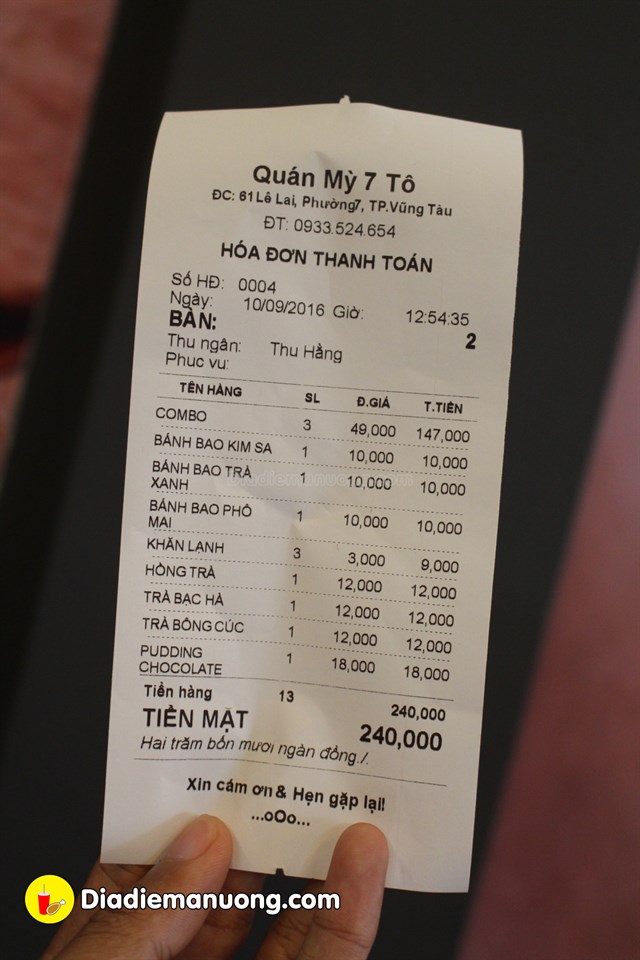 Quán Mỳ 7 Tô
ĐC: 61 Lê Lai, Phường7, TP.Vũng Tàu
ĐT: 0933.524.654
HÓA ĐƠN THANH TOÁN
Số HĐ: 0004
Ngày: 10/09/2016 Giờ: 12:54:35
BÀN: 2
Thu ngân: Thu Hằng
Phuc vu:
TÊN HÀNG SL Đ.GIÁ T.TIỀN
COMBO 3 49,000 147,000
BÁNH BAO KIM SA 1 10,000 10,000
BÁNH BAO TRÀ XANH 1 10,000 10,000
BÁNH BAO PHÔ MAI 1 10,000 10,000
KHĂN LẠNH 3 3,000 9,000
HỒNG TRÀ 1 12,000 12,000
TRÀ BẠC HÀ 1 12,000 12,000
TRÀ BÔNG CÚC 1 12,000 12,000
PUDDING CHOCOLATE 1 18,000 18,000
Tiền hàng 13 240,000
TIỀN MẶT 240,000
Hai trăm bốn mươi ngàn đồng./.
Xin cám ơn & Hẹn gặp lại!
...oOo...
diadiemanuong.com
Diadiemanuong.com